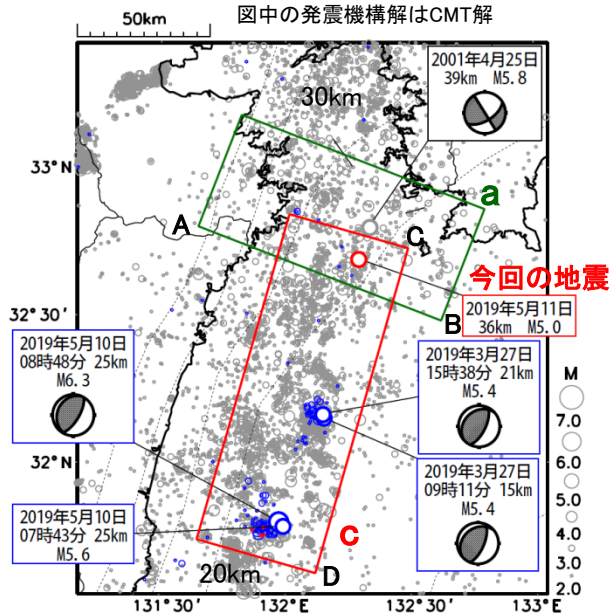 50km
図中の発震機構解はCMT解
2001年4月25日
39km M5.8
30km
33°N
a
A
C
今回の地震
B
2019年5月11日
36km M5.0
32°30'
2019年5月10日
08時48分 25km
M6.3
2019年3月27日
15時38分 21km
M5.4
M
7.0
6.0
5.0
4.0
3.0
2.0
32°N
2019年3月27日
09時11分 15km
M5.4
2019年5月10日
07時43分 25km
M5.6
c
20km
D
131°30'
132°E
132°30'
133°E